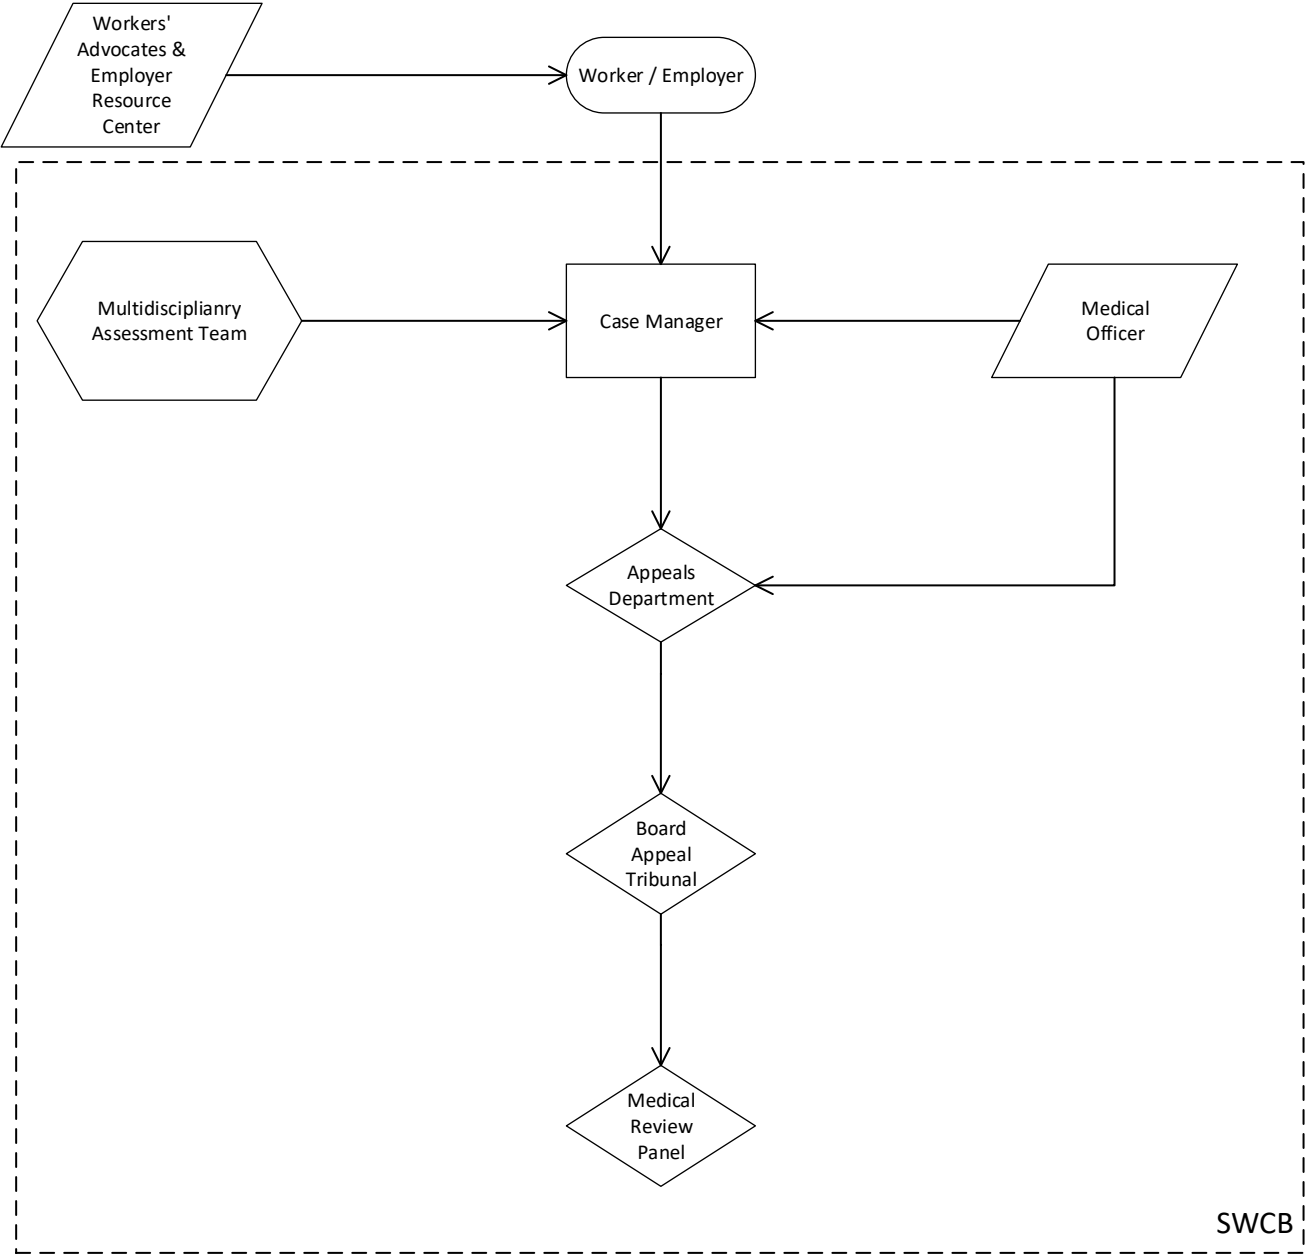 Workers'
Advocates &
Employer
Resource
Center
Worker / Employer
Multidisciplianry
Assessment Team
Case Manager
Medical
Officer
Appeals
Department
Board
Appeal
Tribunal
Medical
Review
Panel
SWCB